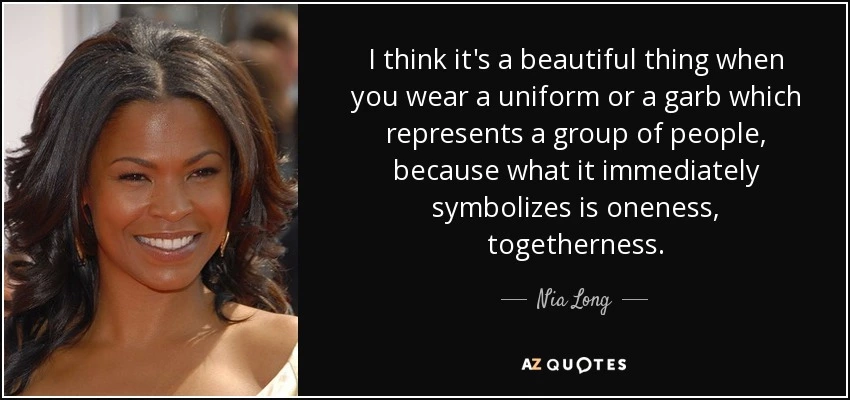 I think it's a beautiful thing when
you wear a uniform or a garb which
represents a group of people,
because what it immediately
symbolizes is oneness,
togetherness.
Nia Long
AZ QUOTES